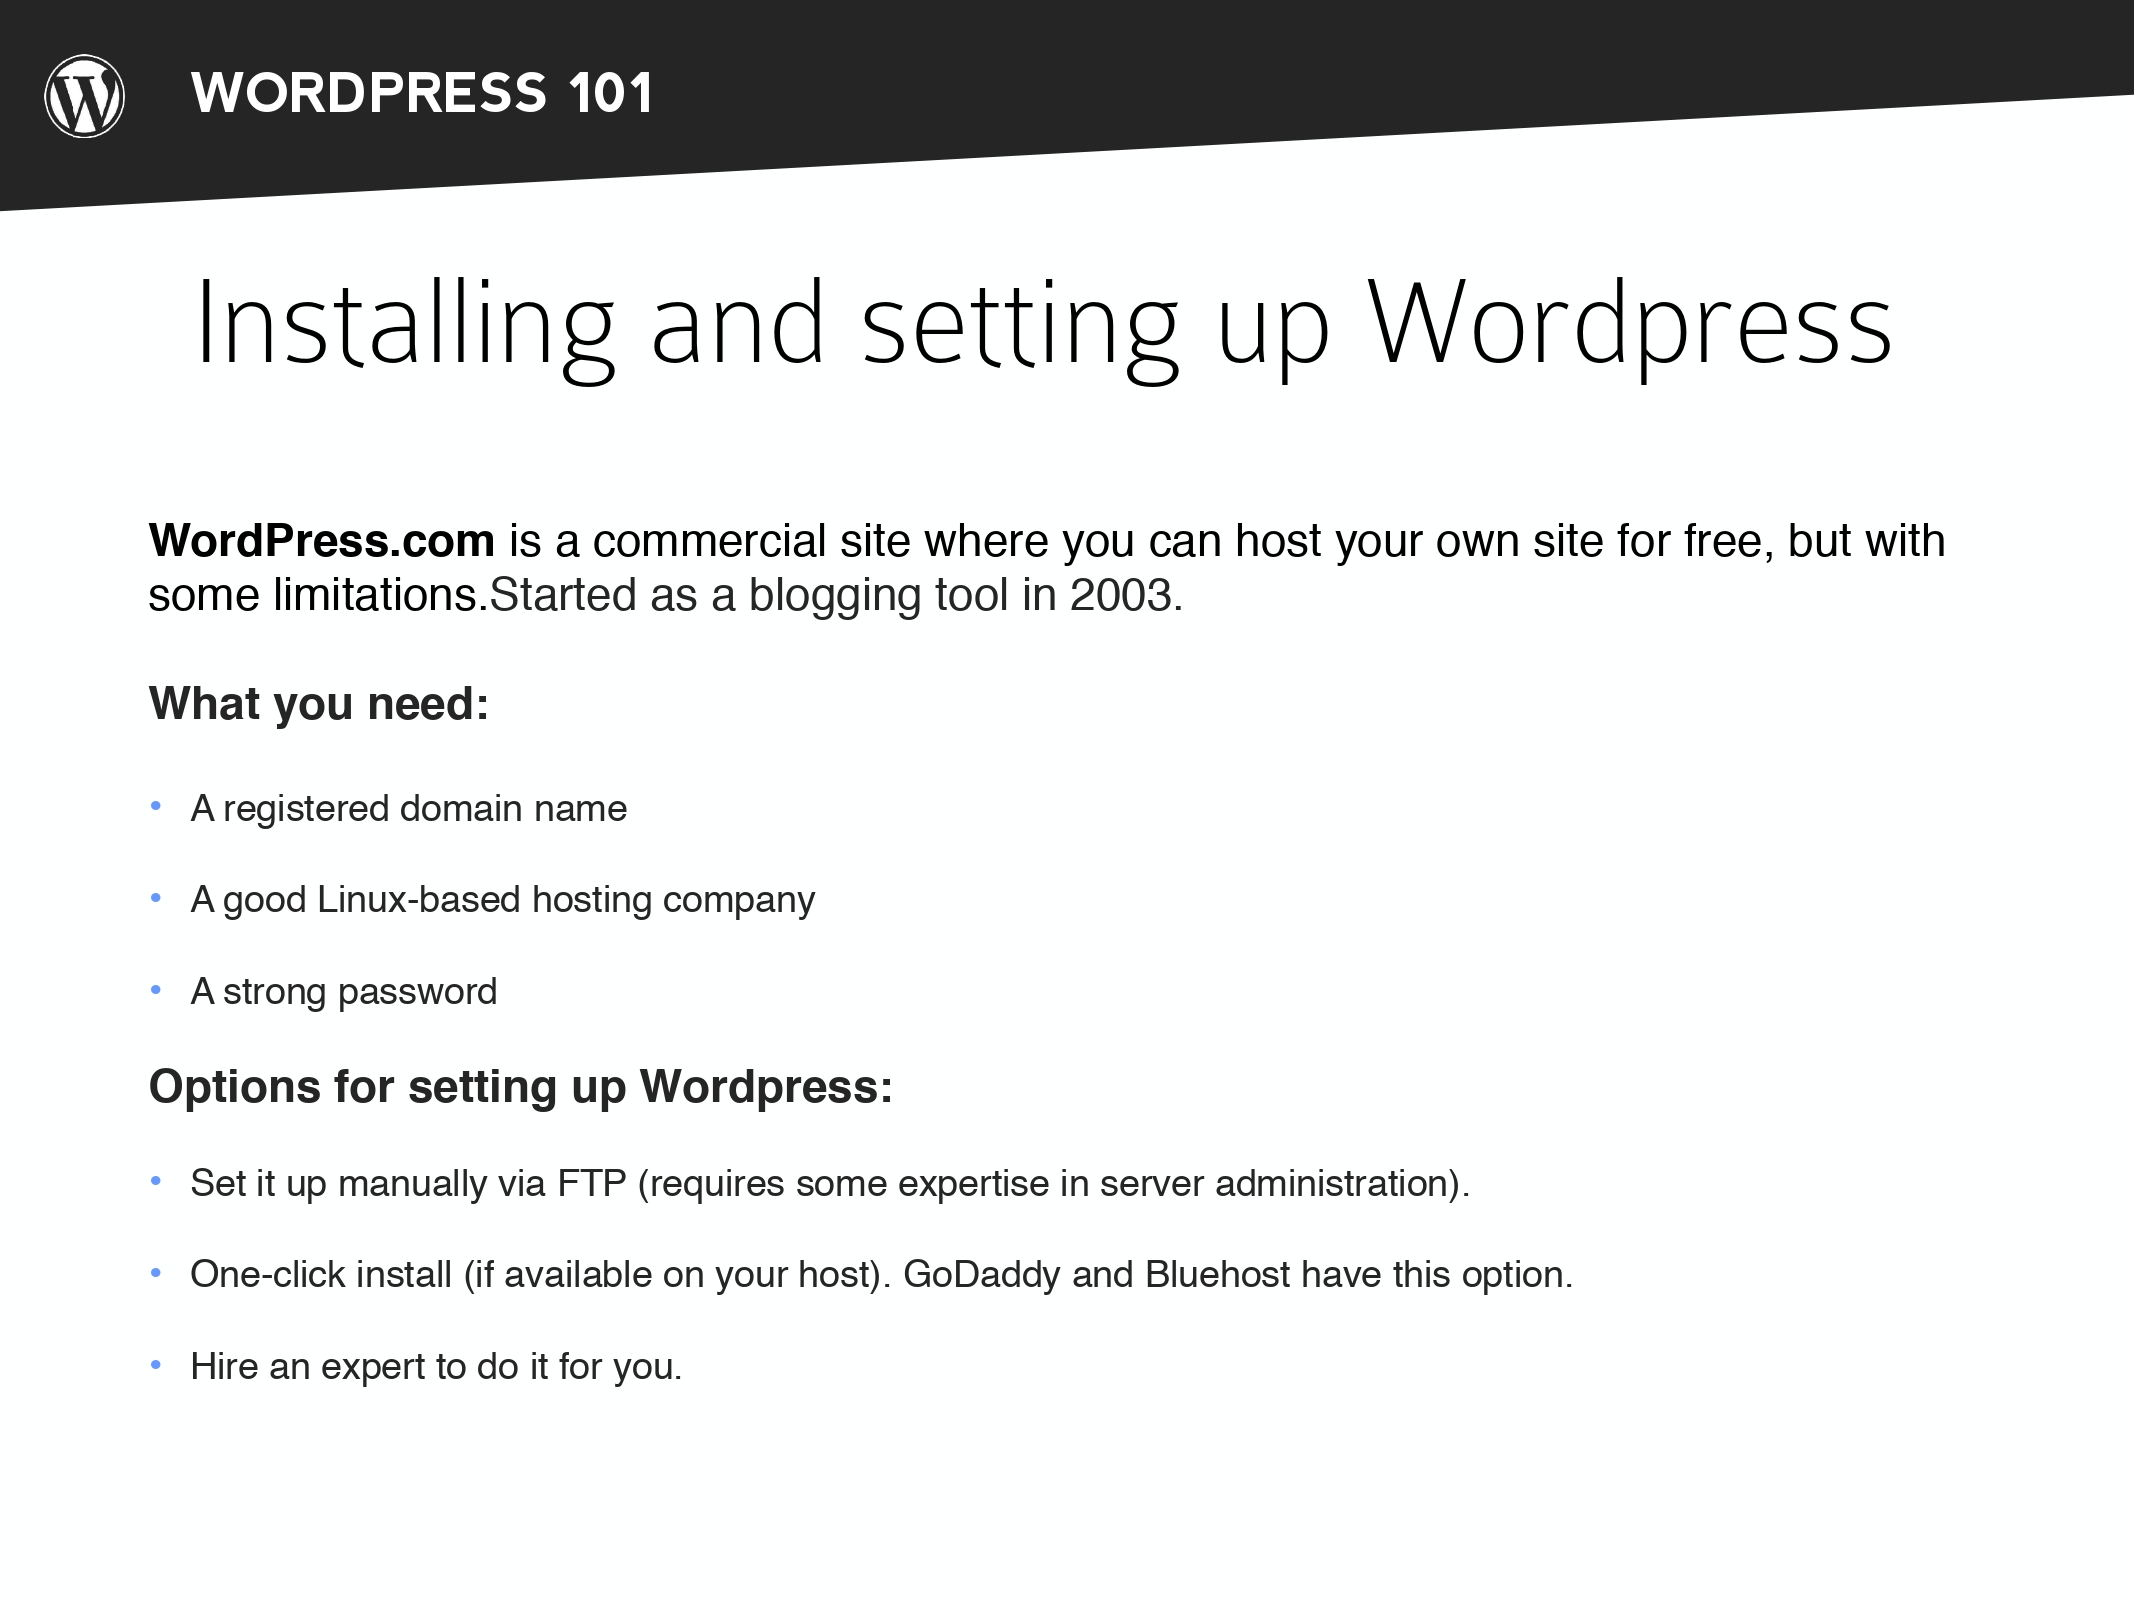 WORDPRESS 101
Installing and setting up Wordpress
WordPress.com is a commercial site where you can host your own site for free, but with
some limitations.Started as a blogging tool in 2003.
What you need:
• A registered domain name
• A good Linux-based hosting company
• A strong password
Options for setting up Wordpress:
• Set it up manually via FTP (requires some expertise in server administration).
• One-click install (if available on your host). GoDaddy and Bluehost have this option.
• Hire an expert to do it for you.